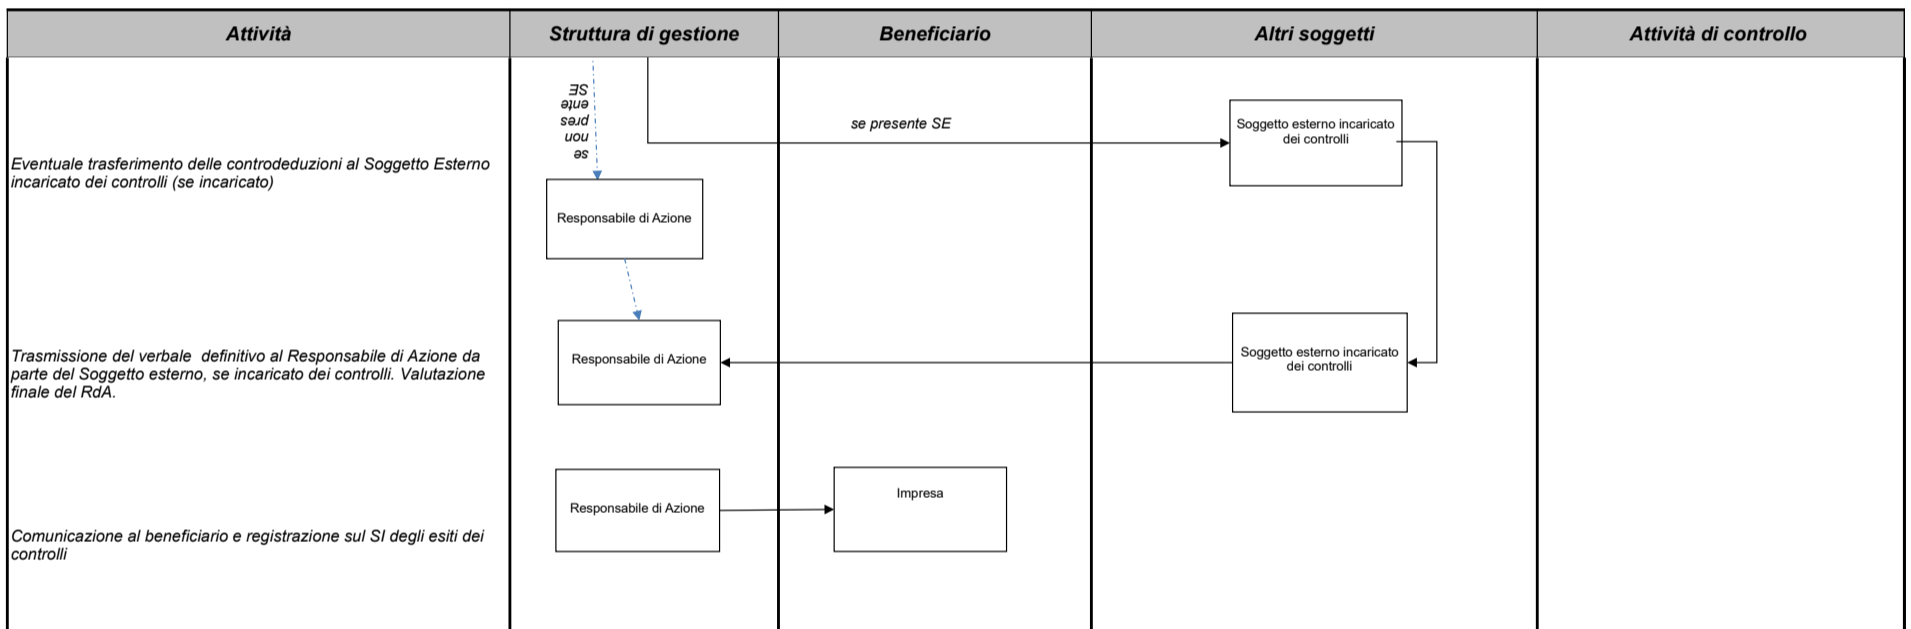 Attività
Struttura di gestione
Beneficiario
Altri soggetti
Attività di controllo
Eventuale trasferimento delle controdeduzioni al Soggetto Esterno
incaricato dei controlli (se incaricato)
se
non
pres
ente
SE
se presente SE
Soggetto esterno incaricato
dei controlli
Responsabile di Azione
Trasmissione del verbale  definitivo al Responsabile di Azione da
parte del Soggetto esterno, se incaricato dei controlli. Valutazione
finale del RdA.
Responsabile di Azione
Soggetto esterno incaricato
dei controlli
Comunicazione al beneficiario e registrazione sul SI degli esiti dei
controlli
Responsabile di Azione
Impresa